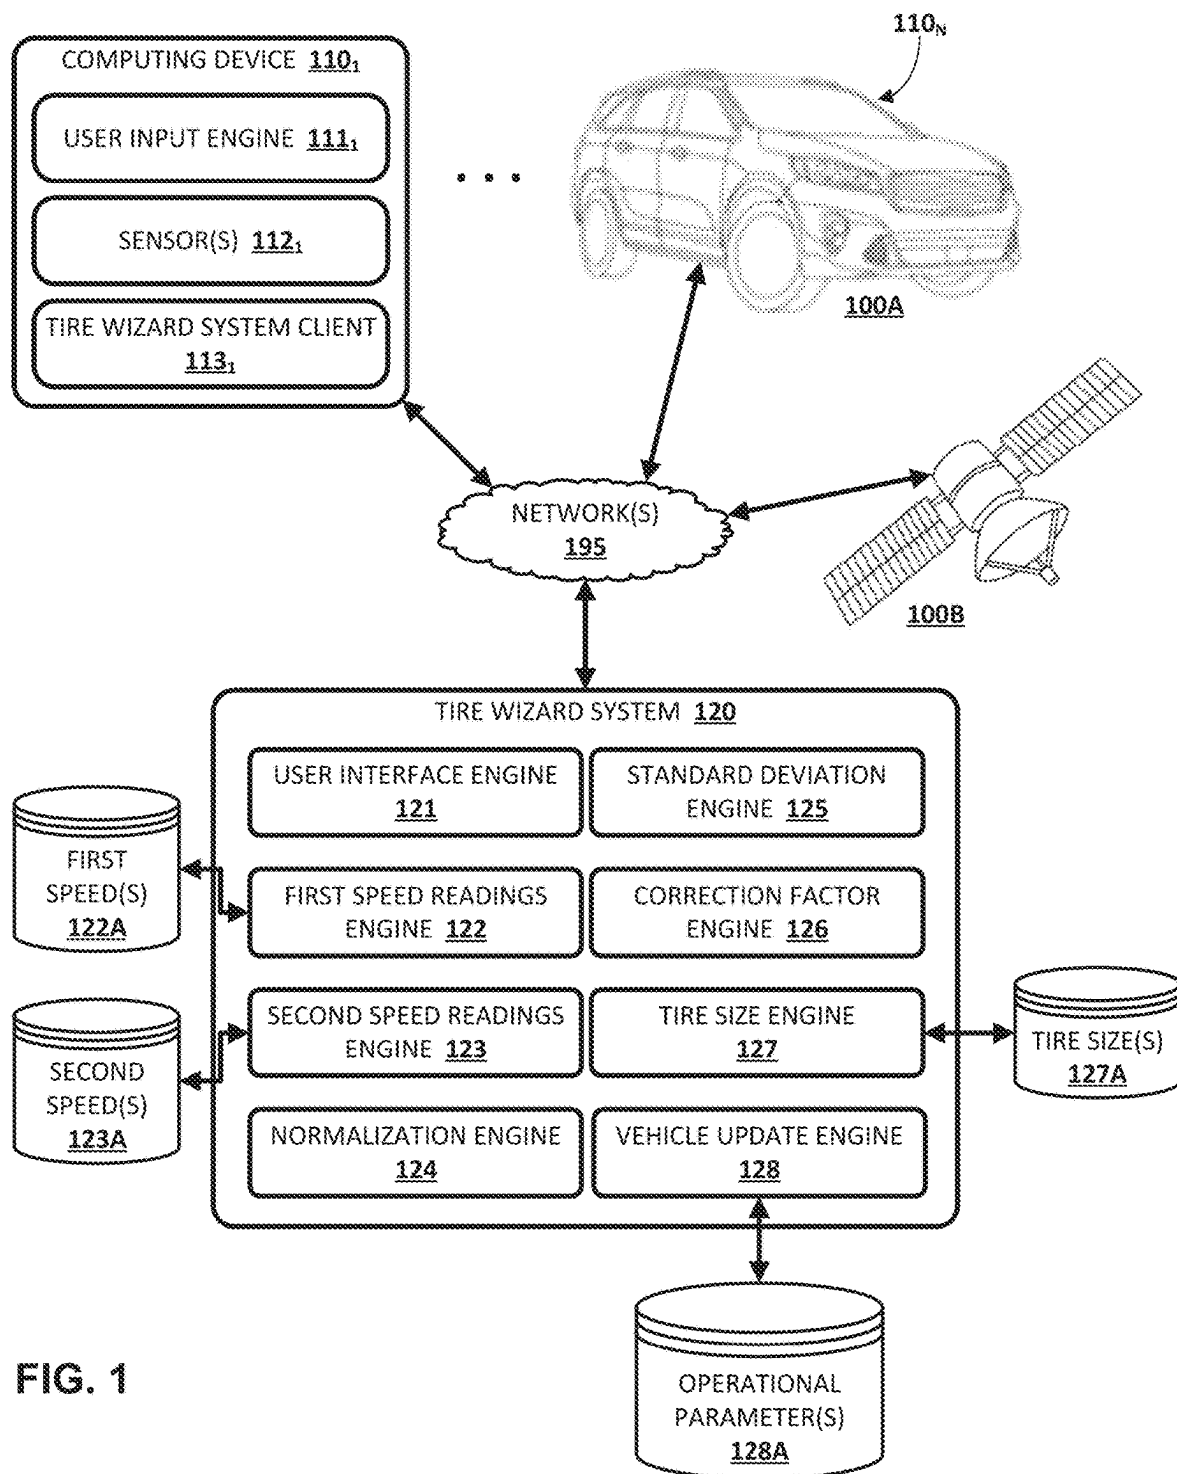 110N
COMPUTING DEVICE 1101
USER INPUT ENGINE 1111
SENSOR(S) 1121
TIRE WIZARD SYSTEM CLIENT
1131
. . .
100A
NETWORK(S)
195
100B
TIRE WIZARD SYSTEM 120
USER INTERFACE ENGINE
121
STANDARD DEVIATION
ENGINE 125
FIRST
SPEED(S)
122A
FIRST SPEED READINGS
ENGINE 122
CORRECTION FACTOR
ENGINE 126
SECOND
SPEED(S)
123A
SECOND SPEED READINGS
ENGINE 123
TIRE SIZE ENGINE
127
TIRE SIZE(S)
127A
NORMALIZATION ENGINE
124
VEHICLE UPDATE ENGINE
128
OPERATIONAL
PARAMETER(S)
128A
FIG. 1